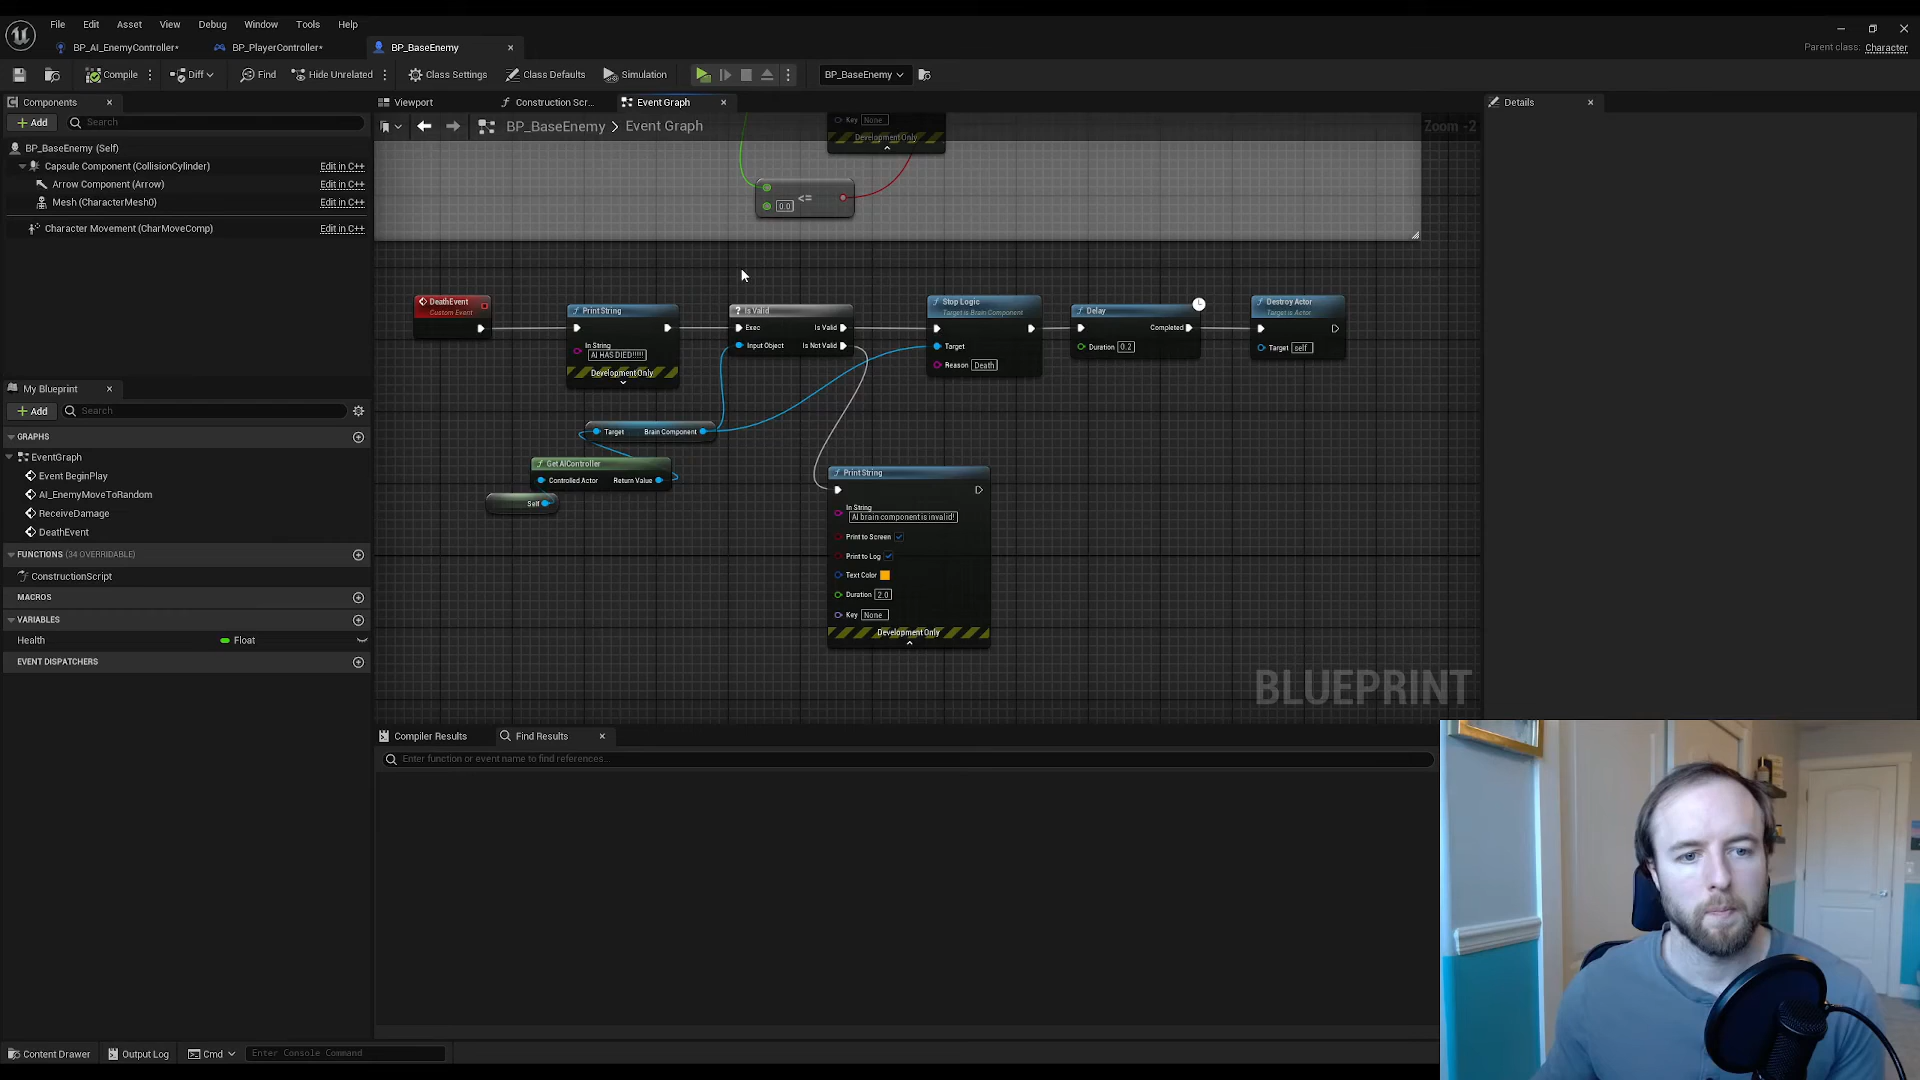 File Edit Asset View Debug Window Tools Help
BP_AI_EnemyController* BP_PlayerController* BP_BaseEnemy
Parent class: Character
Compile Diff Find Hide Unrelated Class Settings Class Defaults Simulation BP_BaseEnemy
Components Viewport Construction Scr... Event Graph Details
Add Search BP_BaseEnemy Event Graph Zoom -2
BP_BaseEnemy (Self)
Capsule Component (CollisionCylinder) Edit in C++
Arrow Component (Arrow) Edit in C++
Mesh (CharacterMesh0) Edit in C++
Character Movement (CharMoveComp) Edit in C++
Key None
Development Only
0.0 <=
DeathEvent
Custom Event
Print String
In String
AI HAS DIED!!!!!
Development Only
? Is Valid
Exec Is Valid
Input Object Is Not Valid
Stop Logic
Target is Brain Component
Target
Reason Death
Delay
Completed
Duration 0.2
Destroy Actor
Target is Actor
Target self
Target Brain Component
Get AIController
Controlled Actor Return Value
Self
Print String
In String
AI brain component is invalid!
Print to Screen
Print to Log
Text Color
Duration 2.0
Key None
Development Only
BLUEPRINT
My Blueprint
Add Search
GRAPHS
EventGraph
Event BeginPlay
AI_EnemyMoveToRandom
ReceiveDamage
DeathEvent
FUNCTIONS (34 OVERRIDABLE)
ConstructionScript
MACROS
VARIABLES
Health Float
EVENT DISPATCHERS
Compiler Results Find Results
Enter function or event name to find references...
Content Drawer Output Log Cmd Enter Console Command